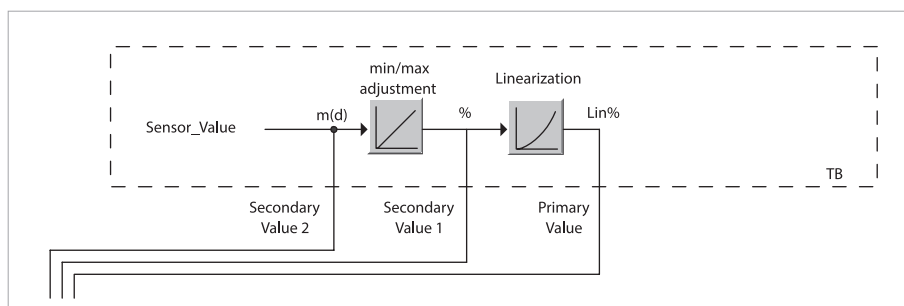 min/max
adjustment
Linearization
Sensor_Value
m(d)
%
Lin%
TB
Secondary
Value 2
Secondary
Value 1
Primary
Value